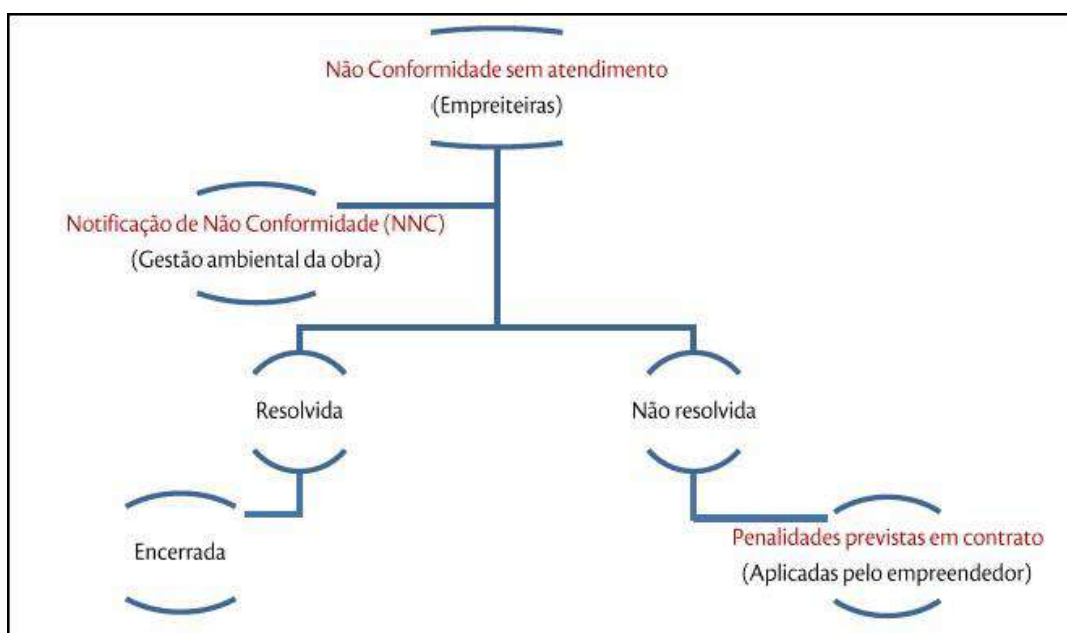 Não Conformidade sem atendimento
(Empreiteiras)
Notificação de Não Conformidade (NNC)
(Gestão ambiental da obra)
Resolvida
Não resolvida
Encerrada
Penalidades previstas em contrato
(Aplicadas pelo empreendedor)